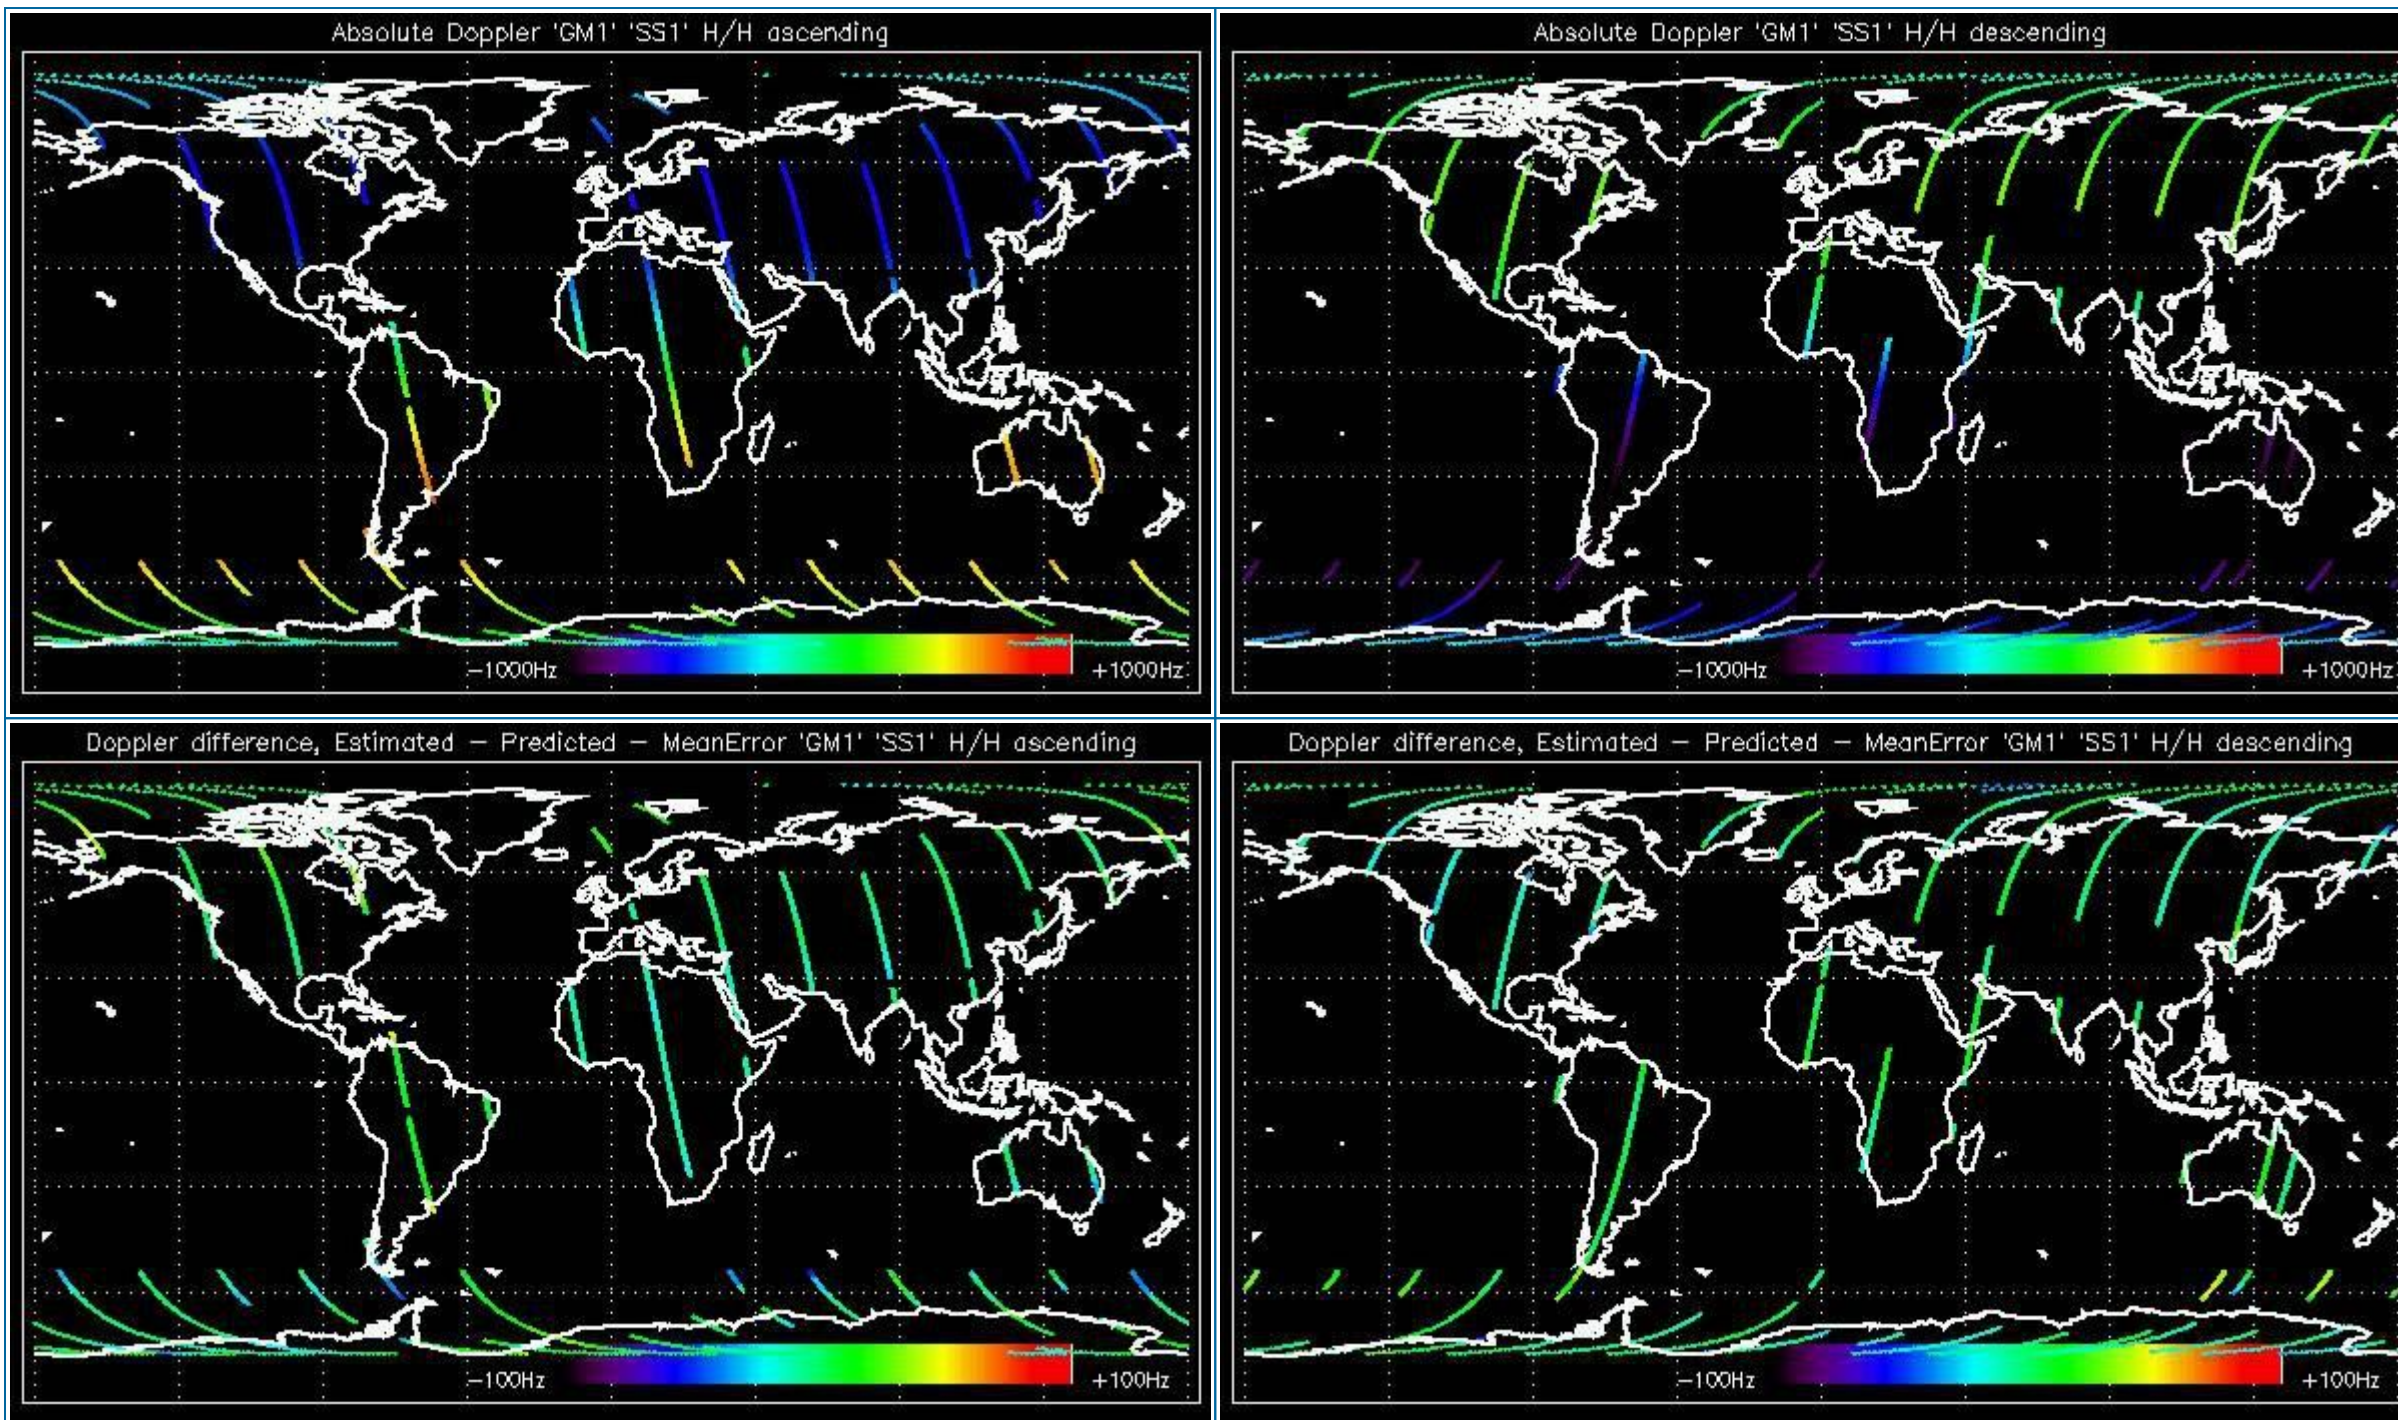 Absolute Doppler 'GM1' 'SS1' H/H ascending
-1000Hz
+1000Hz
Absolute Doppler 'GM1' 'SS1' H/H descending
-1000Hz
+1000Hz
Doppler difference, Estimated - Predicted - MeanError 'GM1' 'SS1' H/H ascending
-100Hz
+100Hz
Doppler difference, Estimated - Predicted - MeanError 'GM1' 'SS1' H/H descending
-100Hz
+100Hz